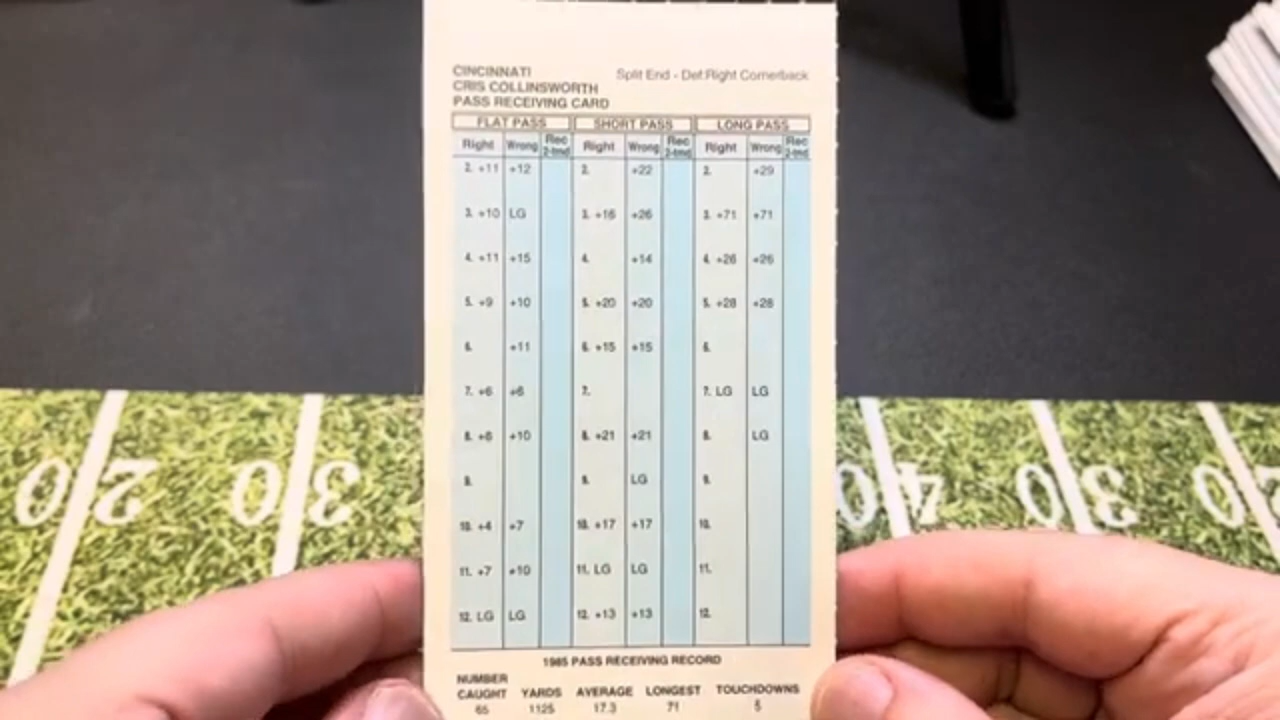 CINCINNATI Split End - Def:Right Cornerback
CRIS COLLINSWORTH
PASS RECEIVING CARD
FLAT PASS SHORT PASS LONG PASS
Right Wrong Rec 2-tmd Right Wrong Rec 2-tmd Right Wrong Rec 2-tmd
2. +11 +12 2. +22 2. +29
3. +10 LG 3. +16 +26 3. +71 +71
4. +11 +15 4. +14 4. +26 +26
5. +9 +10 5. +20 +20 5. +28 +28
6. +11 6. +15 +15 6.
7. +6 +6 7. 7. LG LG
8. +6 +10 8. +21 +21 8. LG
9. 9. LG 9.
10. +4 +7 10. +17 +17 10.
11. +7 +10 11. LG LG 11.
12. LG LG 12. +13 +13 12.
1985 PASS RECEIVING RECORD
NUMBER
CAUGHT YARDS AVERAGE LONGEST TOUCHDOWNS
65 1125 17.3 71 5
20 30 40 30 20